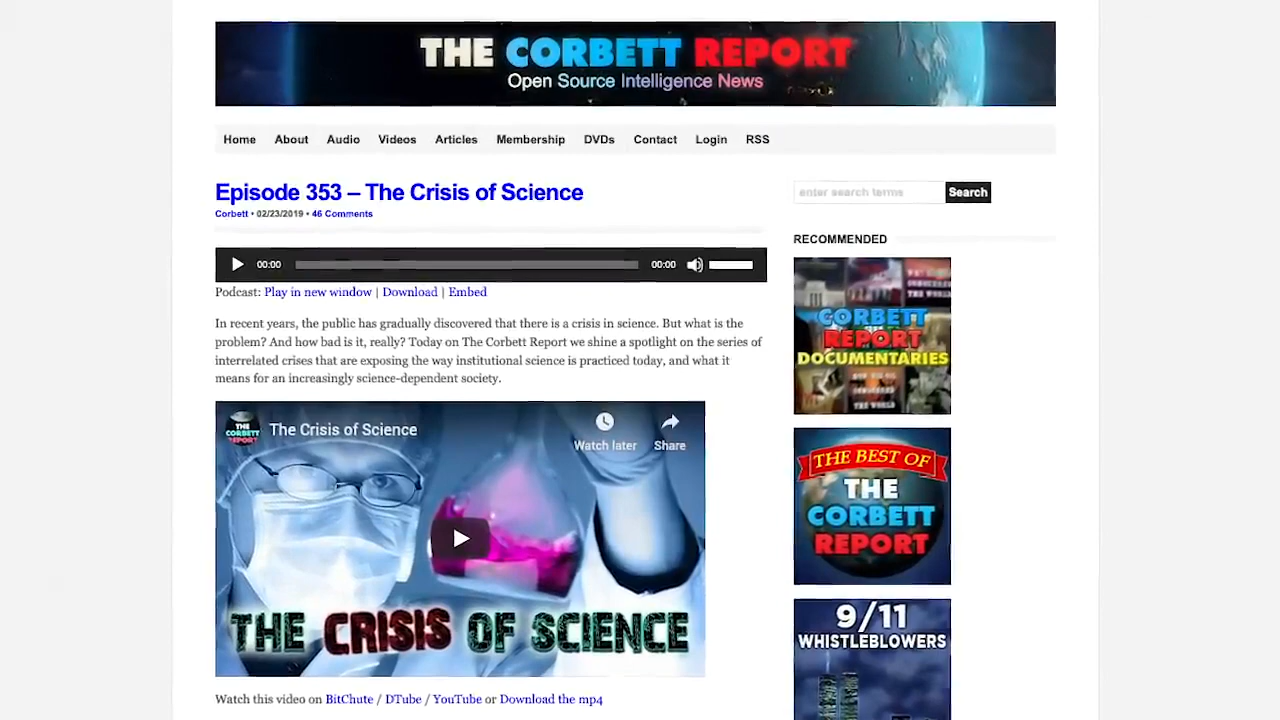 THE CORBETT REPORT
Open Source Intelligence News
Home About Audio Videos Articles Membership DVDs Contact Login RSS
Episode 353 – The Crisis of Science
Corbett • 02/23/2019 • 46 Comments
enter search terms Search
RECOMMENDED
00:00 00:00
Podcast: Play in new window | Download | Embed
In recent years, the public has gradually discovered that there is a crisis in science. But what is the
problem? And how bad is it, really? Today on The Corbett Report we shine a spotlight on the series of
interrelated crises that are exposing the way institutional science is practiced today, and what it
means for an increasingly science-dependent society.
THE
CORBETT
REPORT
The Crisis of Science
Watch later Share
THE CRISIS OF SCIENCE
Watch this video on BitChute / DTube / YouTube or Download the mp4
CORBETT
REPORT
DOCUMENTARIES
THE BEST OF
THE
CORBETT
REPORT
9/11
WHISTLEBLOWERS